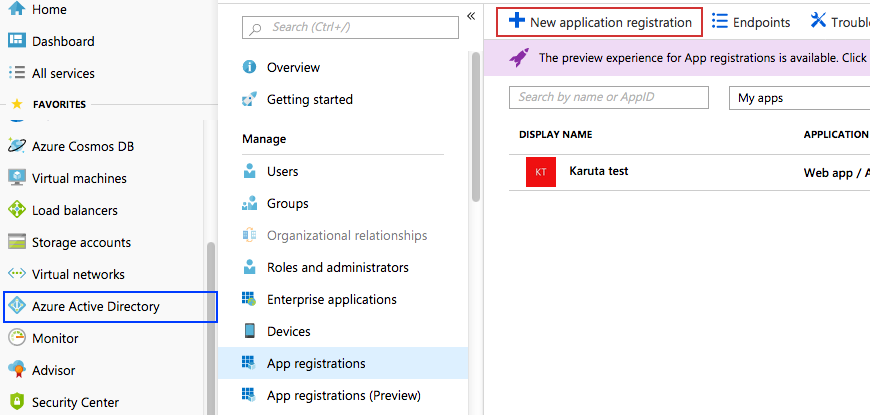 Home
Dashboard
All services
FAVORITES
Azure Cosmos DB
Virtual machines
Load balancers
Storage accounts
Virtual networks
Azure Active Directory
Monitor
Advisor
Security Center
Search (Ctrl+/)
Overview
Getting started
Manage
Users
Groups
Organizational relationships
Roles and administrators
Enterprise applications
Devices
App registrations
App registrations (Preview)
New application registration Endpoints Trouble
The preview experience for App registrations is available. Click
Search by name or AppID My apps
DISPLAY NAME APPLICATION
KT Karuta test Web app / A